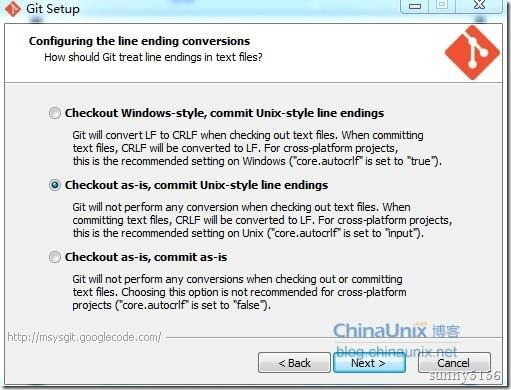 Git Setup
Configuring the line ending conversions
How should Git treat line endings in text files?
Checkout Windows-style, commit Unix-style line endings
Git will convert LF to CRLF when checking out text files. When committing
text files, CRLF will be converted to LF. For cross-platform projects,
this is the recommended setting on Windows ("core.autocrlf" is set to "true").
Checkout as-is, commit Unix-style line endings
Git will not perform any conversion when checking out text files. When
committing text files, CRLF will be converted to LF. For cross-platform projects,
this is the recommended setting on Unix ("core.autocrlf" is set to "input").
Checkout as-is, commit as-is
Git will not perform any conversions when checking out or committing
text files. Choosing this option is not recommended for cross-platform
projects ("core.autocrlf" is set to "false").
http://msysgit.googlecode.com/
ChinaUnix 博客
blog.chinaunix.net
< Back
Next >
Cancel
sunny5156